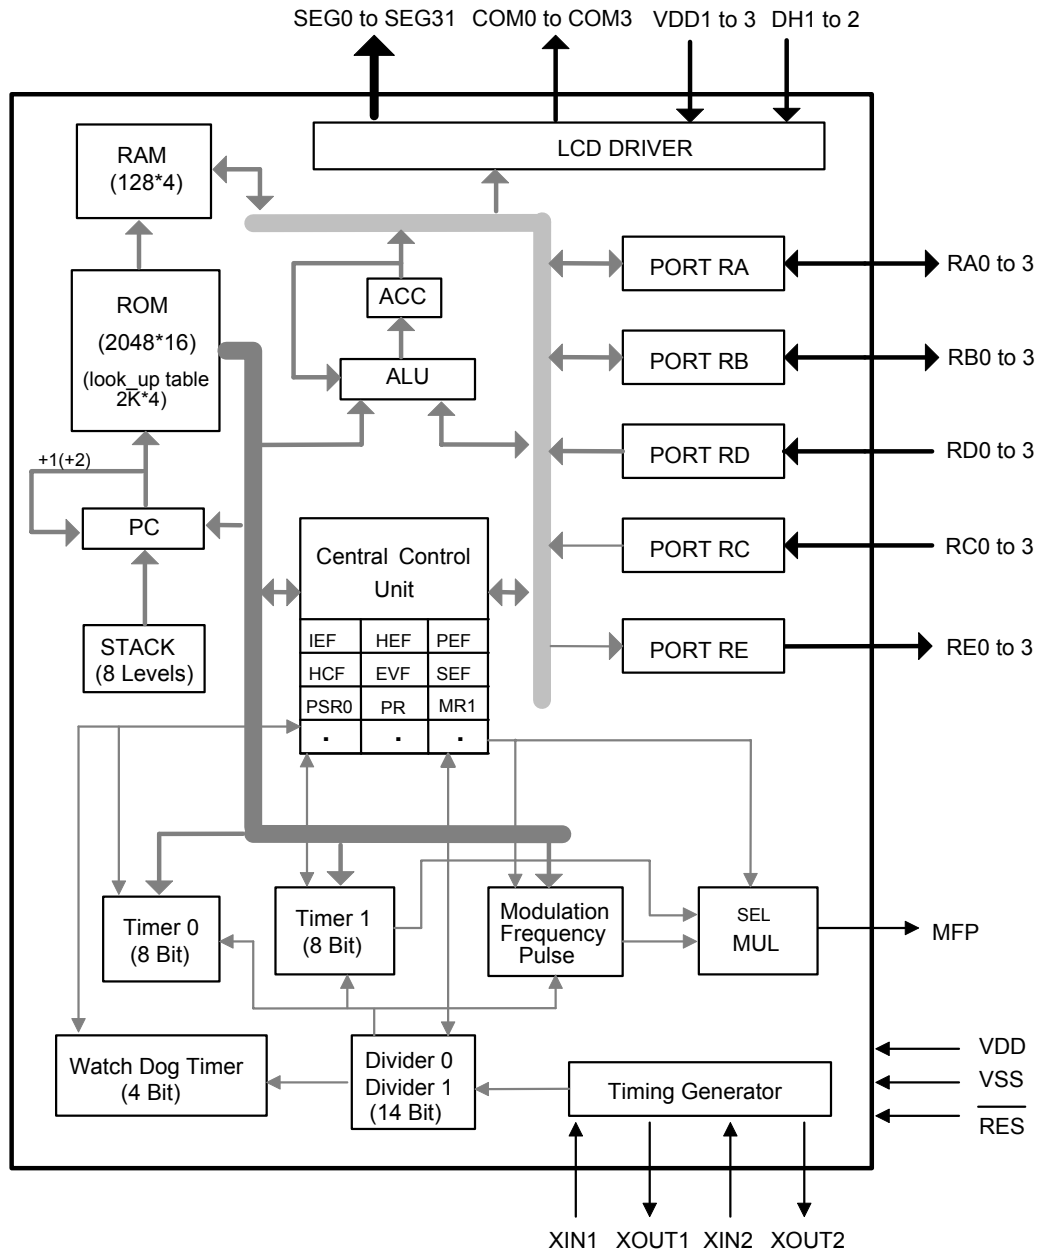 SEG0 to SEG31 COM0 to COM3 VDD1 to 3 DH1 to 2
LCD DRIVER
RAM
(128*4)
ROM
(2048*16)
(look_up table
2K*4)
ACC
ALU
PORT RA
RA0 to 3
PORT RB
RB0 to 3
PORT RD
RD0 to 3
PORT RC
RC0 to 3
PORT RE
RE0 to 3
+1(+2)
PC
STACK
(8 Levels)
Central Control
Unit
IEF HEF PEF
HCF EVF SEF
PSR0 PR MR1
. . .
Timer 0
(8 Bit)
Timer 1
(8 Bit)
Modulation
Frequency
Pulse
SEL
MUL
MFP
Watch Dog Timer
(4 Bit)
Divider 0
Divider 1
(14 Bit)
Timing Generator
VDD
VSS
RES
XIN1 XOUT1 XIN2 XOUT2